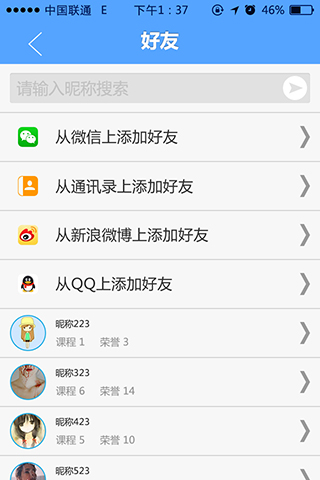 中国联通 E 下午1:37 46%
好友
请输入昵称搜索
从微信上添加好友
从通讯录上添加好友
从新浪微博上添加好友
从QQ上添加好友
昵称223
课程 1 荣誉 3
昵称323
课程 6 荣誉 14
昵称423
课程 5 荣誉 10
昵称523